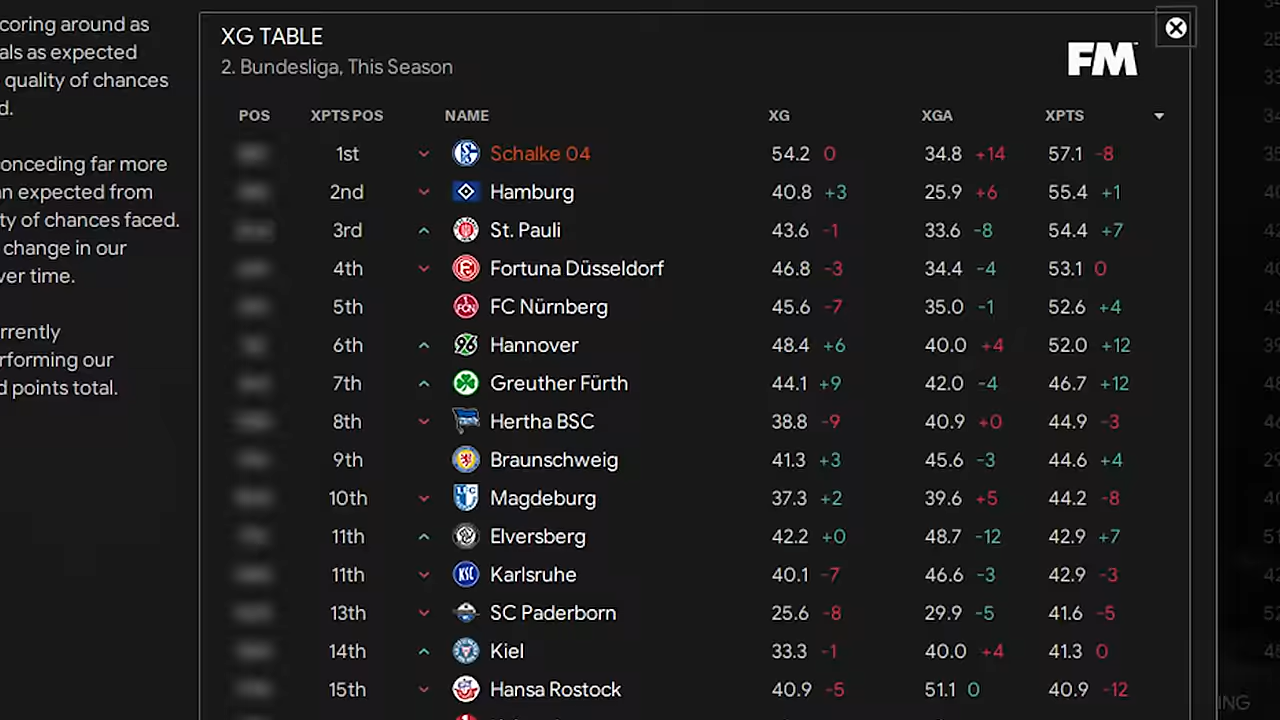 coring around as
als as expected
quality of chances
d.
onceding far more
n expected from
ty of chances faced.
change in our
ver time.
rrently
rforming our
d points total.
XG TABLE
2. Bundesliga, This Season
FM
POS XPTS POS NAME XG XGA XPTS
1st Schalke 04 54.2 0 34.8 +14 57.1 -8
2nd Hamburg 40.8 +3 25.9 +6 55.4 +1
3rd St. Pauli 43.6 -1 33.6 -8 54.4 +7
4th Fortuna Düsseldorf 46.8 -3 34.4 -4 53.1 0
5th FC Nürnberg 45.6 -7 35.0 -1 52.6 +4
6th Hannover 48.4 +6 40.0 +4 52.0 +12
7th Greuther Fürth 44.1 +9 42.0 -4 46.7 +12
8th Hertha BSC 38.8 -9 40.9 +0 44.9 -3
9th Braunschweig 41.3 +3 45.6 -3 44.6 +4
10th Magdeburg 37.3 +2 39.6 +5 44.2 -8
11th Elversberg 42.2 +0 48.7 -12 42.9 +7
11th Karlsruhe 40.1 -7 46.6 -3 42.9 -3
13th SC Paderborn 25.6 -8 29.9 -5 41.6 -5
14th Kiel 33.3 -1 40.0 +4 41.3 0
15th Hansa Rostock 40.9 -5 51.1 0 40.9 -12
ING